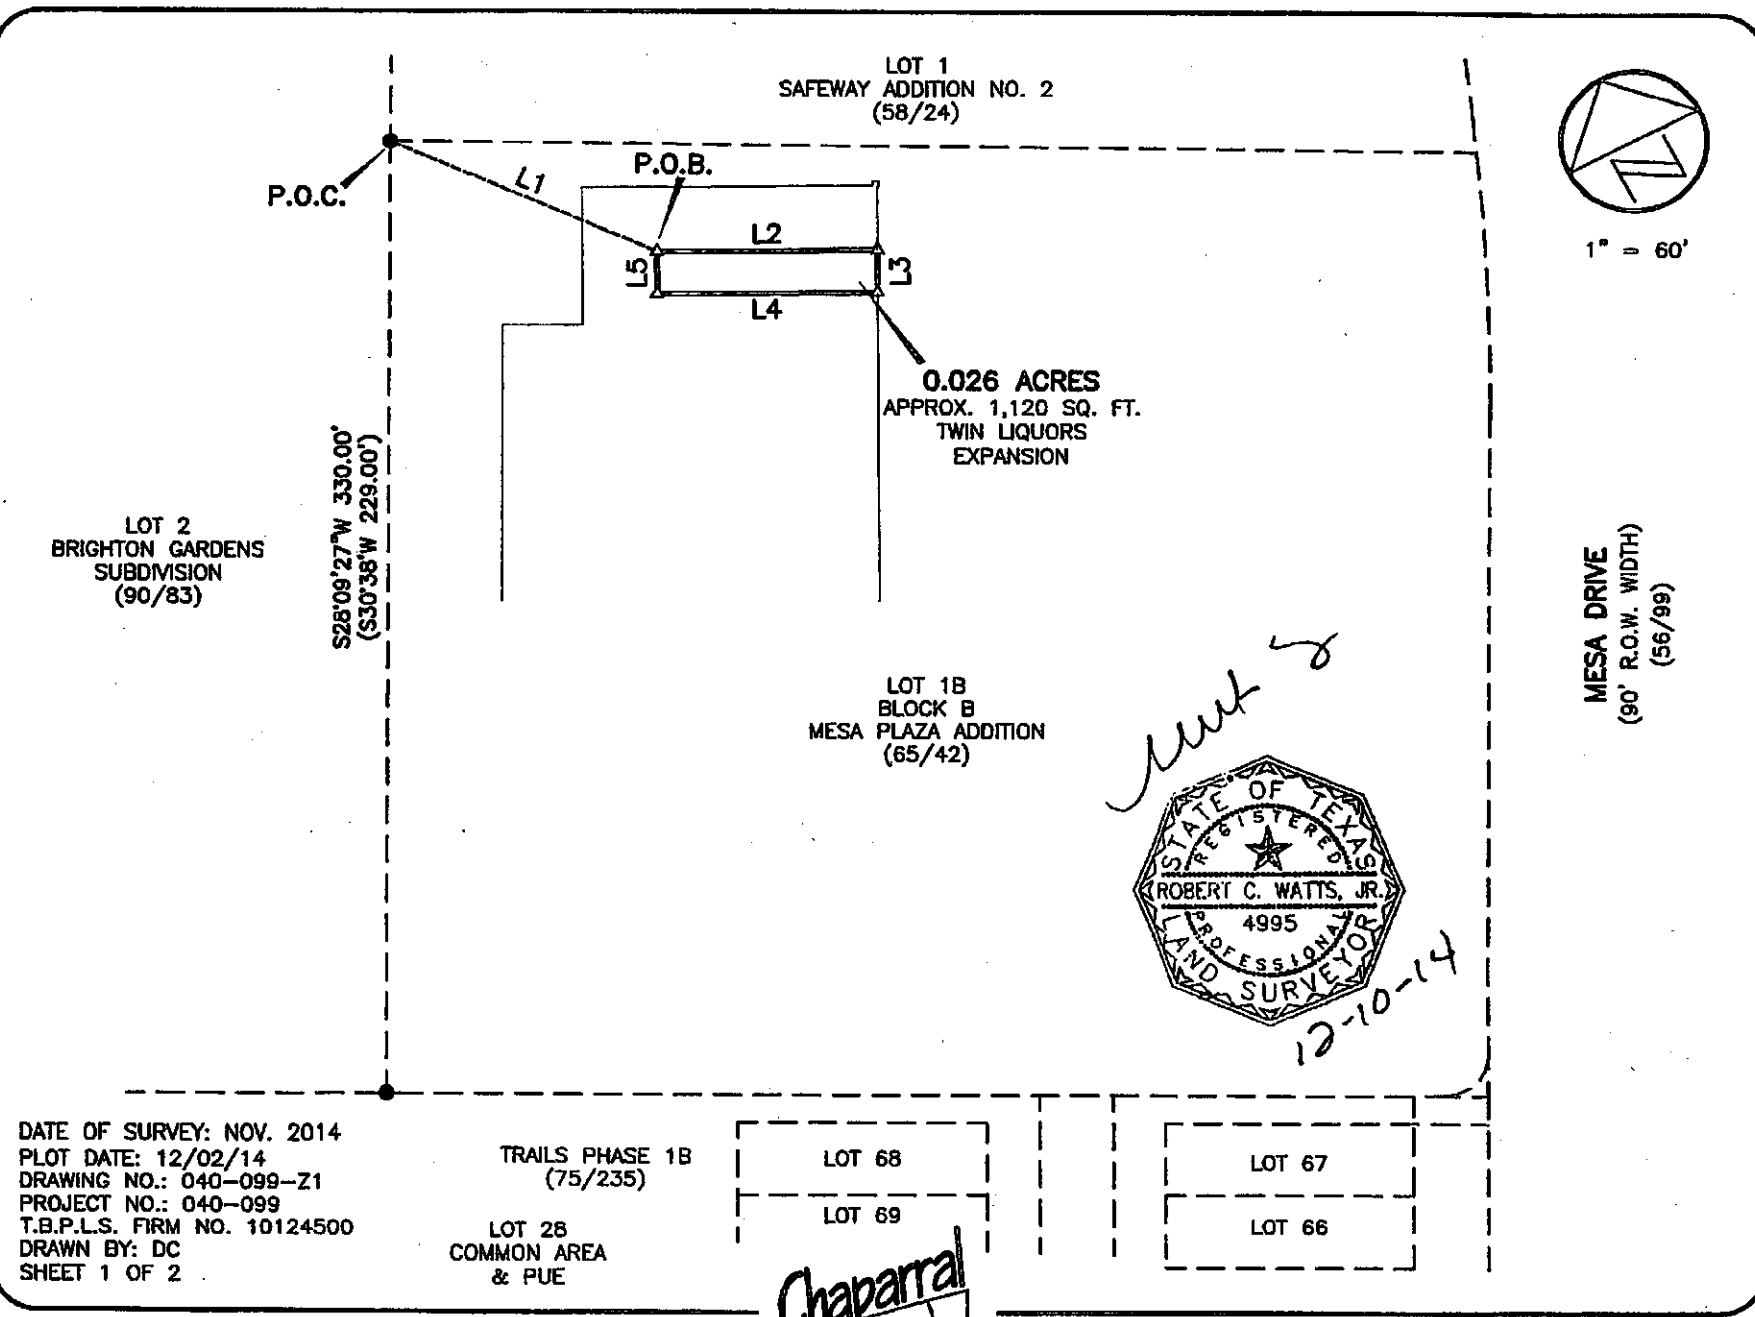 LOT 1
SAFEWAY ADDITION NO. 2
(58/24)
P.O.C.
L1
P.O.B.
L2
L3
L5
L4
1" = 60'
0.026 ACRES
APPROX. 1,120 SQ. FT.
TWIN LIQUORS
EXPANSION
S28°09'27"W 330.00'
(S30°38'W 229.00')
LOT 2
BRIGHTON GARDENS
SUBDIVISION
(90/83)
MESA DRIVE
(90' R.O.W. WIDTH)
(56/99)
LOT 1B
BLOCK B
MESA PLAZA ADDITION
(65/42)
STATE OF TEXAS
REGISTERED
ROBERT C. WATTS, JR.
4995
PROFESSIONAL
LAND SURVEYOR
12-10-14
DATE OF SURVEY: NOV. 2014
PLOT DATE: 12/02/14
DRAWING NO.: 040-099-Z1
PROJECT NO.: 040-099
T.B.P.L.S. FIRM NO. 10124500
DRAWN BY: DC
SHEET 1 OF 2
TRAILS PHASE 1B
(75/235)
LOT 28
COMMON AREA
& PUE
LOT 68
LOT 69
LOT 67
LOT 66
Chaparral